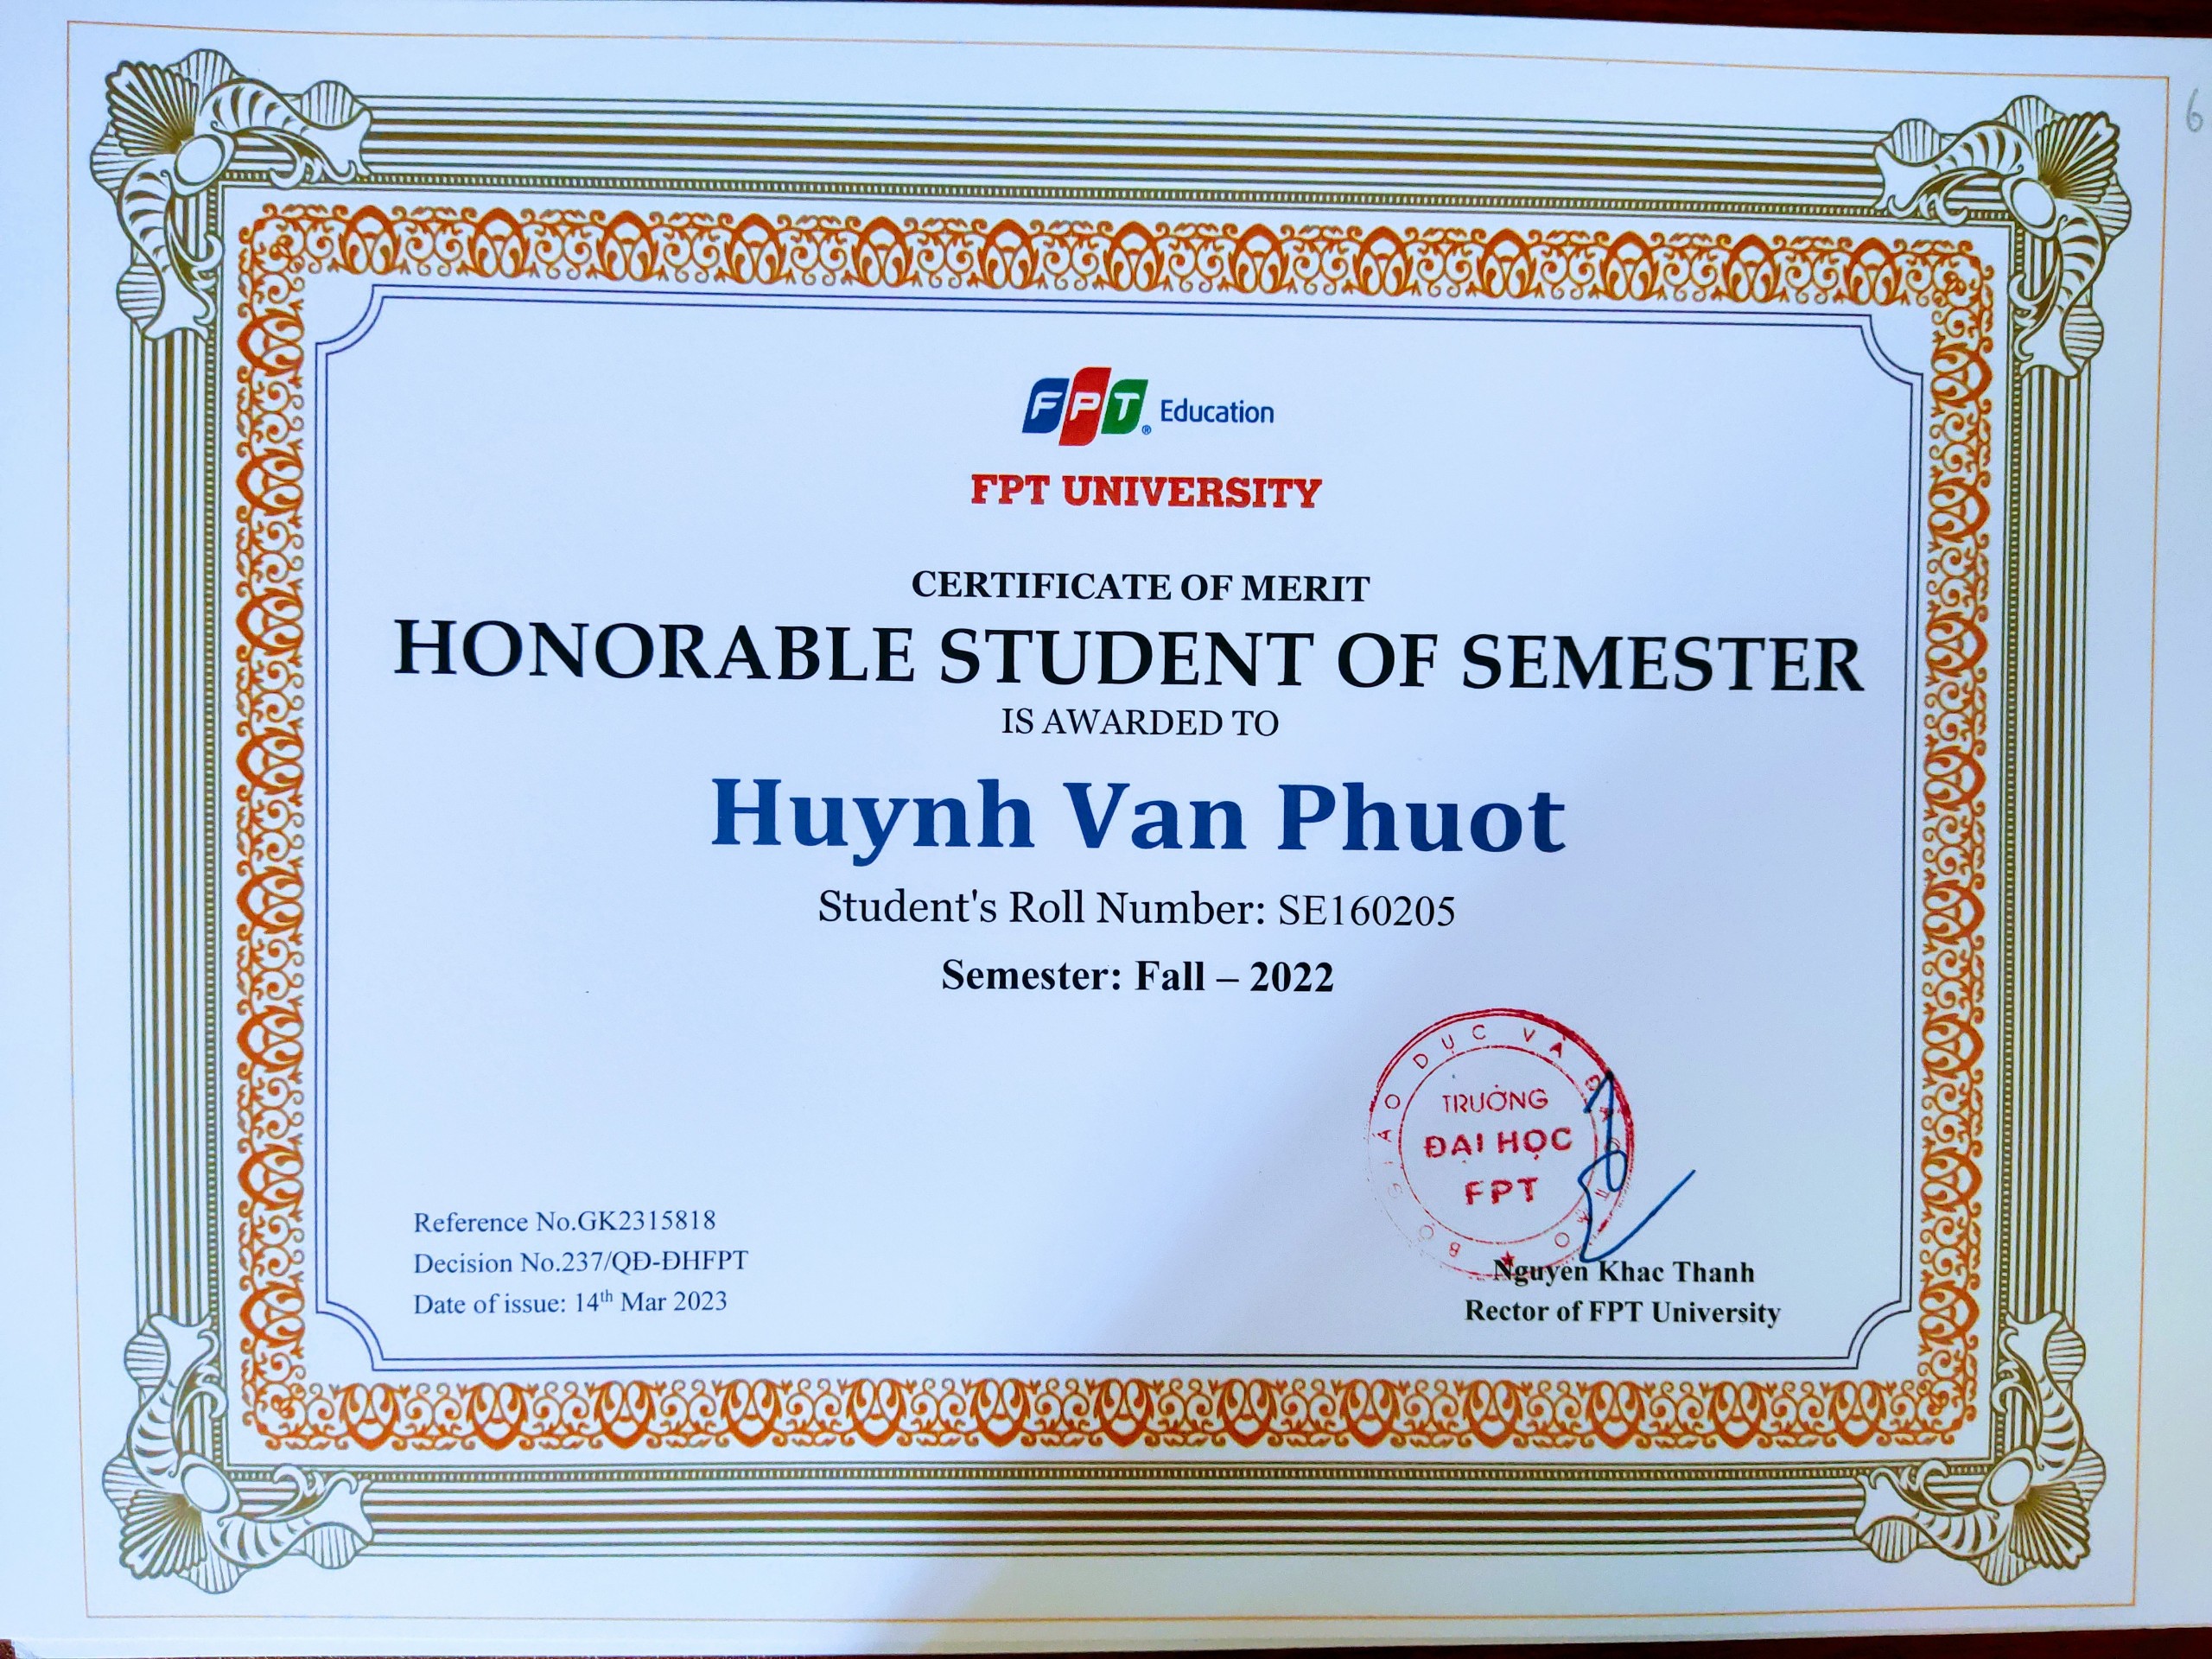 FPT® Education
FPT UNIVERSITY
CERTIFICATE OF MERIT
HONORABLE STUDENT OF SEMESTER
IS AWARDED TO
Huynh Van Phuot
Student's Roll Number: SE160205
Semester: Fall – 2022
BỘ GIÁO DỤC VÀ ĐÀO TẠO
TRƯỜNG
ĐẠI HỌC
FPT
Reference No.GK2315818
Decision No.237/QĐ-ĐHFPT
Date of issue: 14th Mar 2023
Nguyen Khac Thanh
Rector of FPT University
6